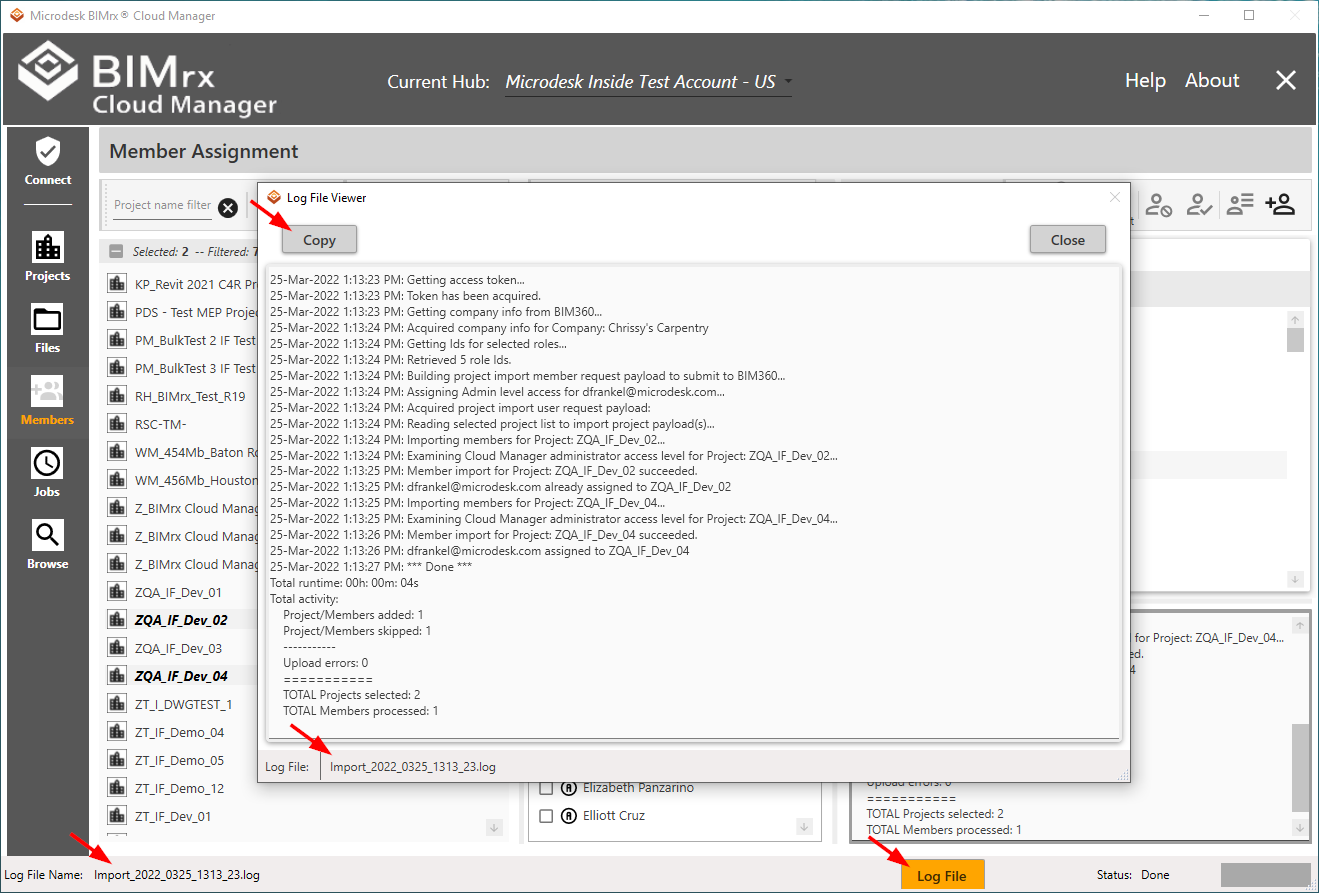 Microdesk BIMrx® Cloud Manager
BIMrx
Cloud Manager
Current Hub: Microdesk Inside Test Account - US
Help About
Connect
Projects
Files
Members
Jobs
Browse
Member Assignment
Project name filter
Selected: 2 -- Filtered: 7
KP_Revit 2021 C4R Pr
PDS - Test MEP Projec
PM_BulkTest 2 IF Test
PM_BulkTest 3 IF Test
RH_BIMrx_Test_R19
RSC-TM-
WM_454Mb_Baton Ro
WM_456Mb_Houston
Z_BIMrx Cloud Manag
Z_BIMrx Cloud Manag
Z_BIMrx Cloud Manag
ZQA_IF_Dev_01
ZQA_IF_Dev_02
ZQA_IF_Dev_03
ZQA_IF_Dev_04
ZT_I_DWGTEST_1
ZT_IF_Demo_04
ZT_IF_Demo_05
ZT_IF_Demo_12
ZT_IF_Dev_01
Log File Viewer
Copy
Close
25-Mar-2022 1:13:23 PM: Getting access token...
25-Mar-2022 1:13:23 PM: Token has been acquired.
25-Mar-2022 1:13:23 PM: Getting company info from BIM360...
25-Mar-2022 1:13:24 PM: Acquired company info for Company: Chrissy's Carpentry
25-Mar-2022 1:13:24 PM: Getting Ids for selected roles...
25-Mar-2022 1:13:24 PM: Retrieved 5 role Ids.
25-Mar-2022 1:13:24 PM: Building project import member request payload to submit to BIM360...
25-Mar-2022 1:13:24 PM: Assigning Admin level access for dfrankel@microdesk.com...
25-Mar-2022 1:13:24 PM: Acquired project import user request payload:
25-Mar-2022 1:13:24 PM: Reading selected project list to import project payload(s)...
25-Mar-2022 1:13:24 PM: Importing members for Project: ZQA_IF_Dev_02...
25-Mar-2022 1:13:24 PM: Examining Cloud Manager administrator access level for Project: ZQA_IF_Dev_02...
25-Mar-2022 1:13:25 PM: Member import for Project: ZQA_IF_Dev_02 succeeded.
25-Mar-2022 1:13:25 PM: dfrankel@microdesk.com already assigned to ZQA_IF_Dev_02
25-Mar-2022 1:13:25 PM: Importing members for Project: ZQA_IF_Dev_04...
25-Mar-2022 1:13:25 PM: Examining Cloud Manager administrator access level for Project: ZQA_IF_Dev_04...
25-Mar-2022 1:13:26 PM: Member import for Project: ZQA_IF_Dev_04 succeeded.
25-Mar-2022 1:13:26 PM: dfrankel@microdesk.com assigned to ZQA_IF_Dev_04
25-Mar-2022 1:13:27 PM: *** Done ***
Total runtime: 00h: 00m: 04s
Total activity:
Project/Members added: 1
Project/Members skipped: 1
-----------
Upload errors: 0
===========
TOTAL Projects selected: 2
TOTAL Members processed: 1
Log File: Import_2022_0325_1313_23.log
Elizabeth Panzarino
Elliott Cruz
for Project: ZQA_IF_Dev_04...
ed.
4
Upload errors: 0
===========
TOTAL Projects selected: 2
TOTAL Members processed: 1
Log File Name: Import_2022_0325_1313_23.log
Log File
Status: Done